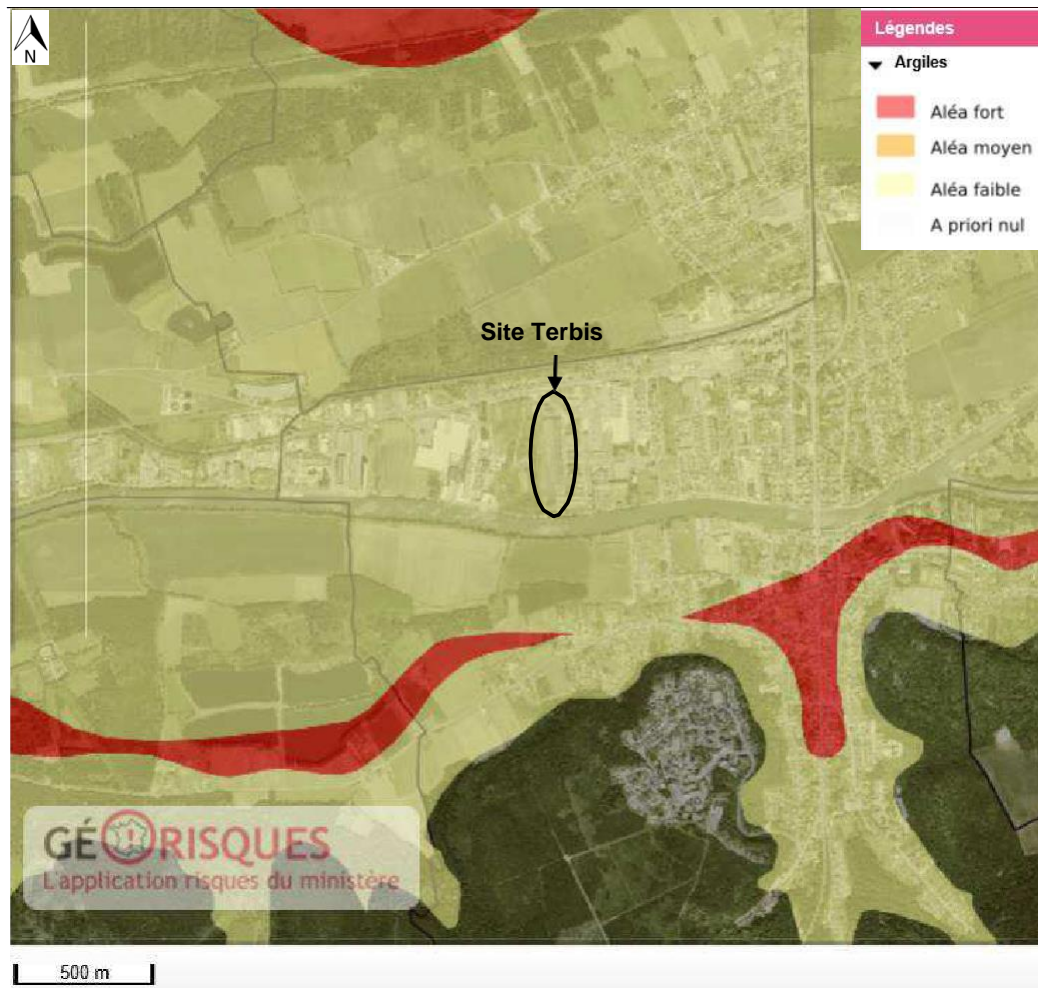 N
Légendes
Argiles
Aléa fort
Aléa moyen
Aléa faible
A priori nul
Site Terbis
GÉORISQUES
L'application risques du ministère
500 m